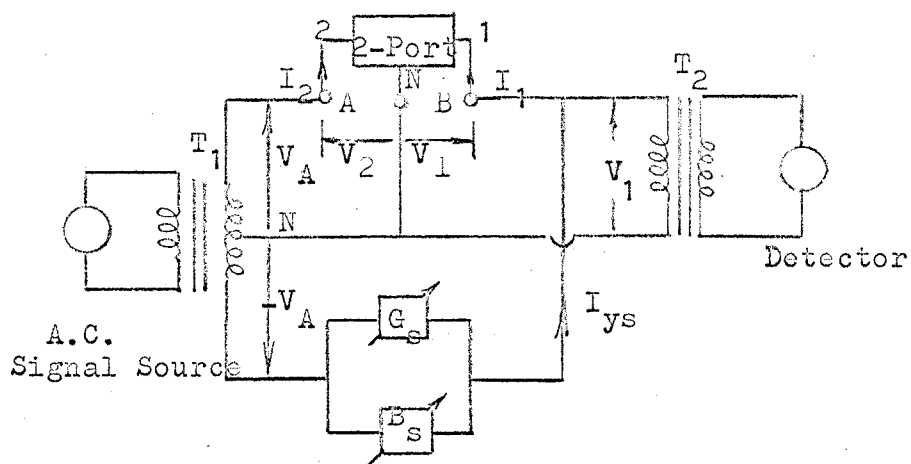 2 2-Port 1
I2 A N B I1 T2
T1 VA V2 V1 V1
N
Detector
-VA Gs Iys
A.C.
Signal Source
Bs